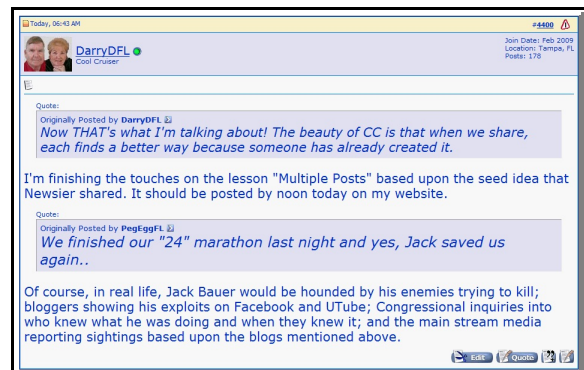 Today, 06:43 AM
#4400
DarryDFL
Cool Cruiser
Join Date: Feb 2009
Location: Tampa, FL
Posts: 178
Quote:
Originally Posted by DarryDFL
Now THAT's what I'm talking about! The beauty of CC is that when we share,
each finds a better way because someone has already created it.
I'm finishing the touches on the lesson "Multiple Posts" based upon the seed idea that
Newsier shared. It should be posted by noon today on my website.
Quote:
Originally Posted by PegEggFL
We finished our "24" marathon last night and yes, Jack saved us
again..
Of course, in real life, Jack Bauer would be hounded by his enemies trying to kill;
bloggers showing his exploits on Facebook and UTube; Congressional inquiries into
who knew what he was doing and when they knew it; and the main stream media
reporting sightings based upon the blogs mentioned above.
Edit Quote